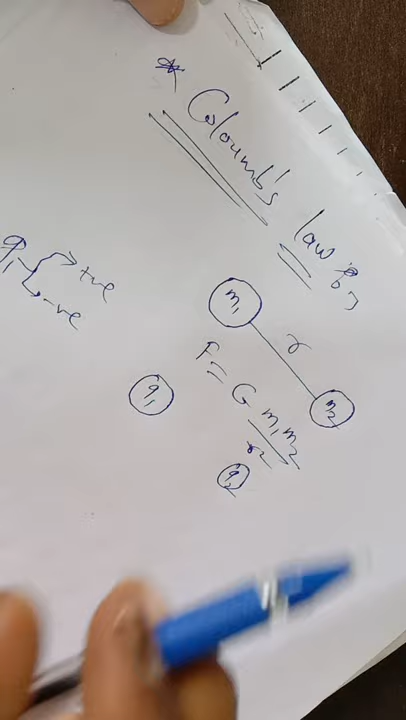 * Coloumb's law
q₁ +ve
-ve
m₁
r
m₂
F = G m₁m₂
r²
q₁
q₂